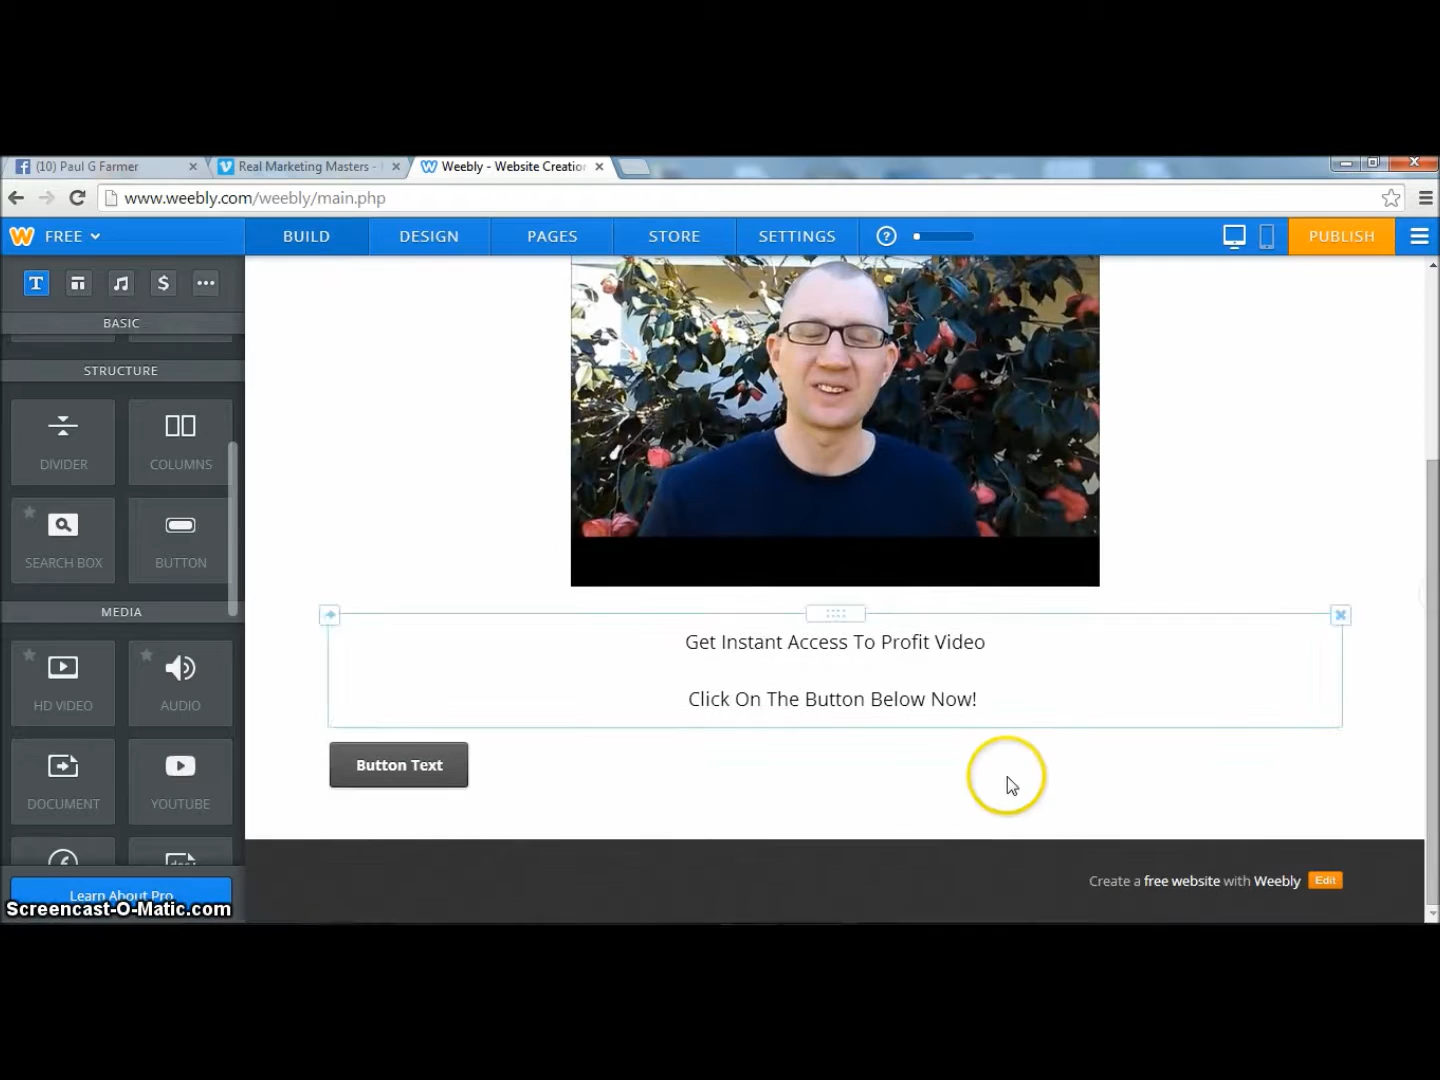 (10) Paul G Farmer
Real Marketing Masters -
Weebly - Website Creation
www.weebly.com/weebly/main.php
FREE
BUILD
DESIGN
PAGES
STORE
SETTINGS
?
PUBLISH
T
$
BASIC
STRUCTURE
DIVIDER
COLUMNS
SEARCH BOX
BUTTON
MEDIA
HD VIDEO
AUDIO
DOCUMENT
YOUTUBE
Learn About Pro
Screencast-O-Matic.com
Get Instant Access To Profit Video
Click On The Button Below Now!
Button Text
Create a free website with Weebly
Edit